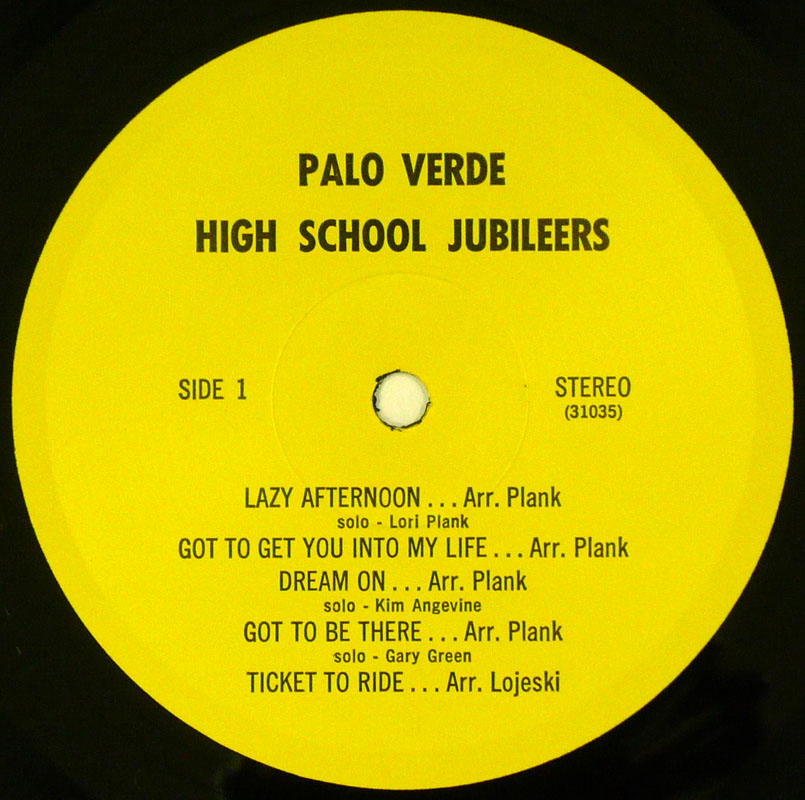 PALO VERDE
HIGH SCHOOL JUBILEERS
SIDE 1
STEREO
(31035)
LAZY AFTERNOON . . . Arr. Plank
solo - Lori Plank
GOT TO GET YOU INTO MY LIFE . . . Arr. Plank
DREAM ON . . . Arr. Plank
solo - Kim Angevine
GOT TO BE THERE . . . Arr. Plank
solo - Gary Green
TICKET TO RIDE . . . Arr. Lojeski